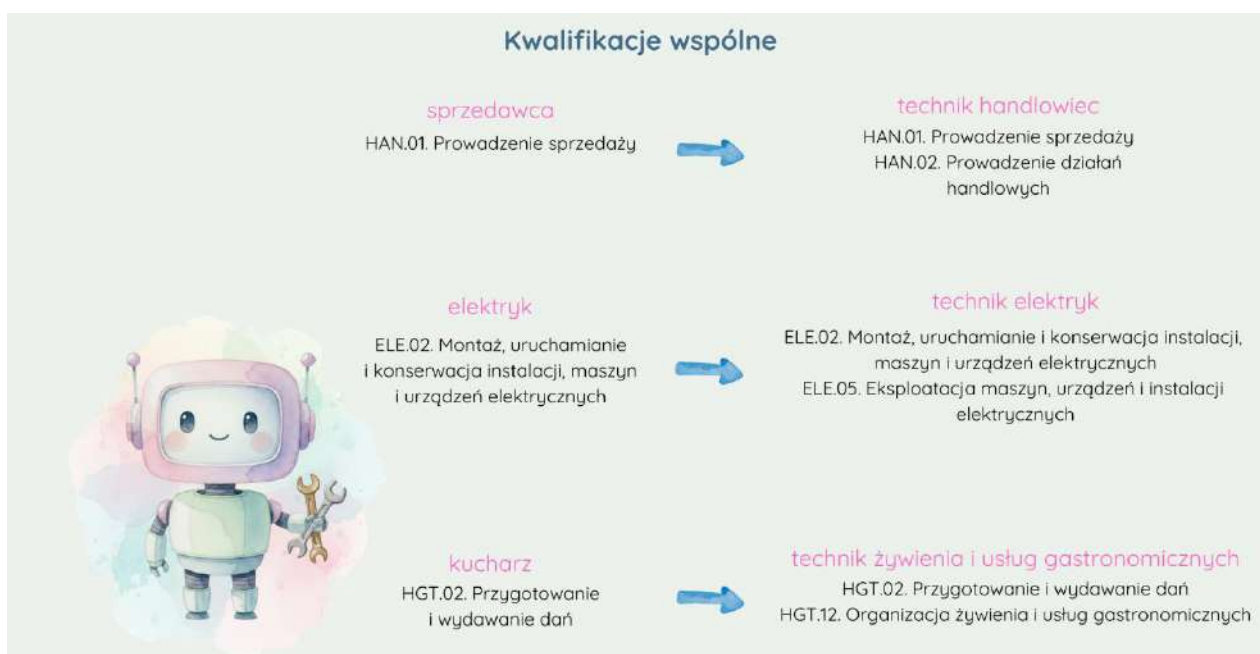 Kwalifikacje wspólne
sprzedawca
HAN.01. Prowadzenie sprzedaży
technik handlowiec
HAN.01. Prowadzenie sprzedaży
HAN.02. Prowadzenie działań
handlowych
elektryk
ELE.02. Montaż, uruchamianie
i konserwacja instalacji, maszyn
i urządzeń elektrycznych
technik elektryk
ELE.02. Montaż, uruchamianie i konserwacja instalacji,
maszyn i urządzeń elektrycznych
ELE.05. Eksploatacja maszyn, urządzeń i instalacji
elektrycznych
kucharz
HGT.02. Przygotowanie
i wydawanie dań
technik żywienia i usług gastronomicznych
HGT.02. Przygotowanie i wydawanie dań
HGT.12. Organizacja żywienia i usług gastronomicznych